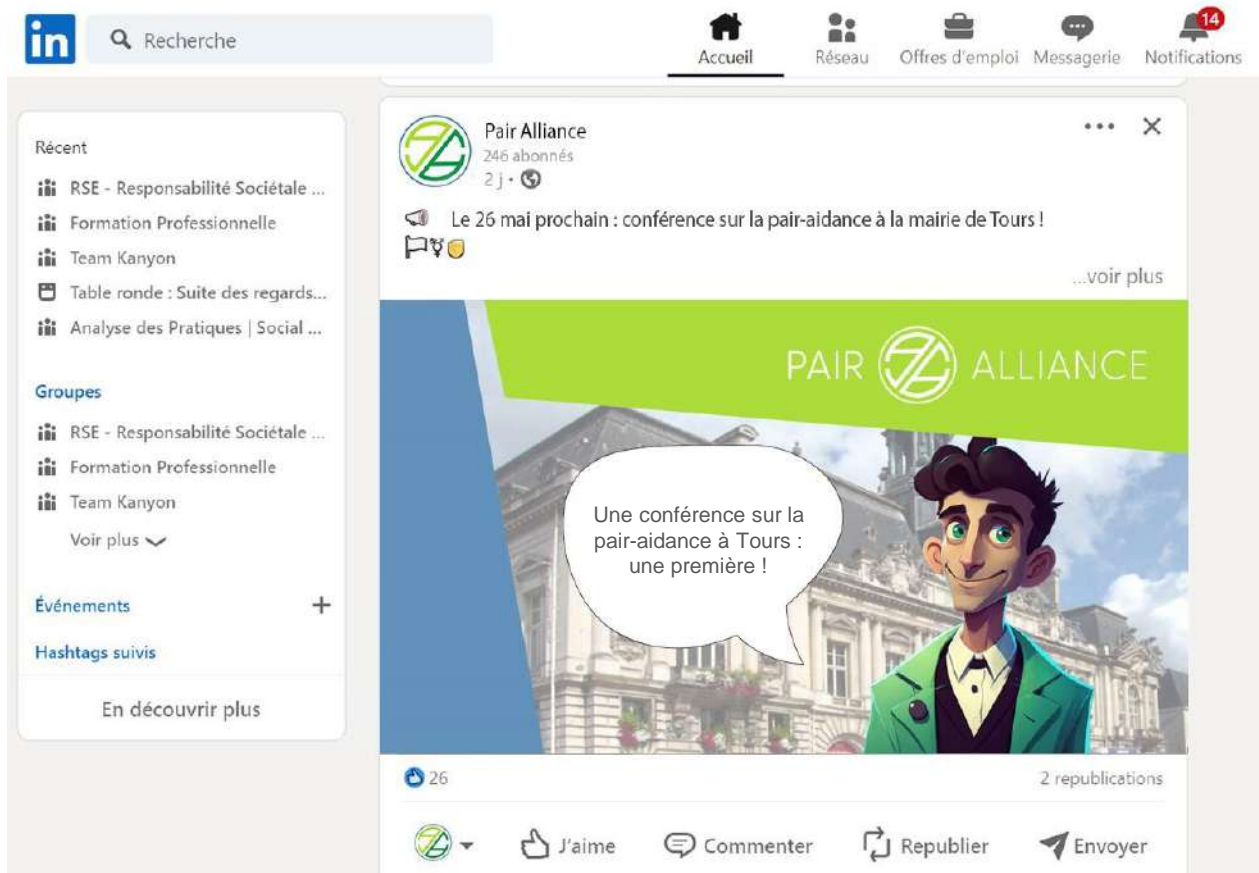 in
Recherche
Accueil
Réseau
Offres d'emploi
Messagerie
14
Notifications
Récent
RSE - Responsabilité Sociétale ...
Formation Professionnelle
Team Kanyon
Table ronde : Suite des regards...
Analyse des Pratiques | Social ...
Groupes
RSE - Responsabilité Sociétale ...
Formation Professionnelle
Team Kanyon
Voir plus
Événements
Hashtags suivis
En découvrir plus
Pair Alliance
246 abonnés
2 j •
Le 26 mai prochain : conférence sur la pair-aidance à la mairie de Tours !
...voir plus
PAIR ALLIANCE
Une conférence sur la
pair-aidance à Tours :
une première !
26
2 republications
J'aime
Commenter
Republier
Envoyer